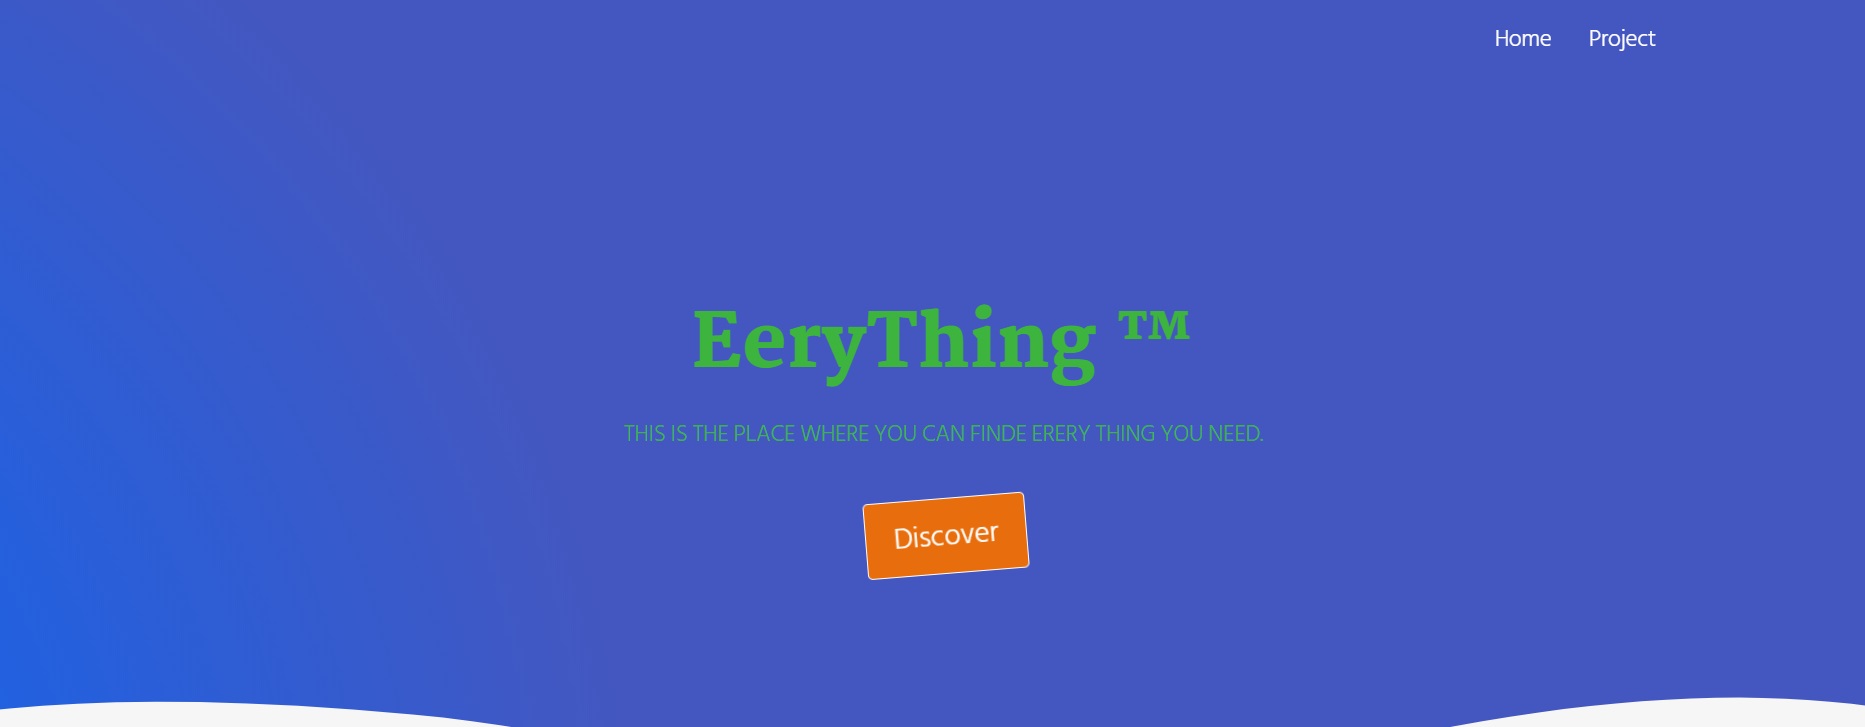 Home Project
EeryThing ™
THIS IS THE PLACE WHERE YOU CAN FINDE ERERY THING YOU NEED.
Discover